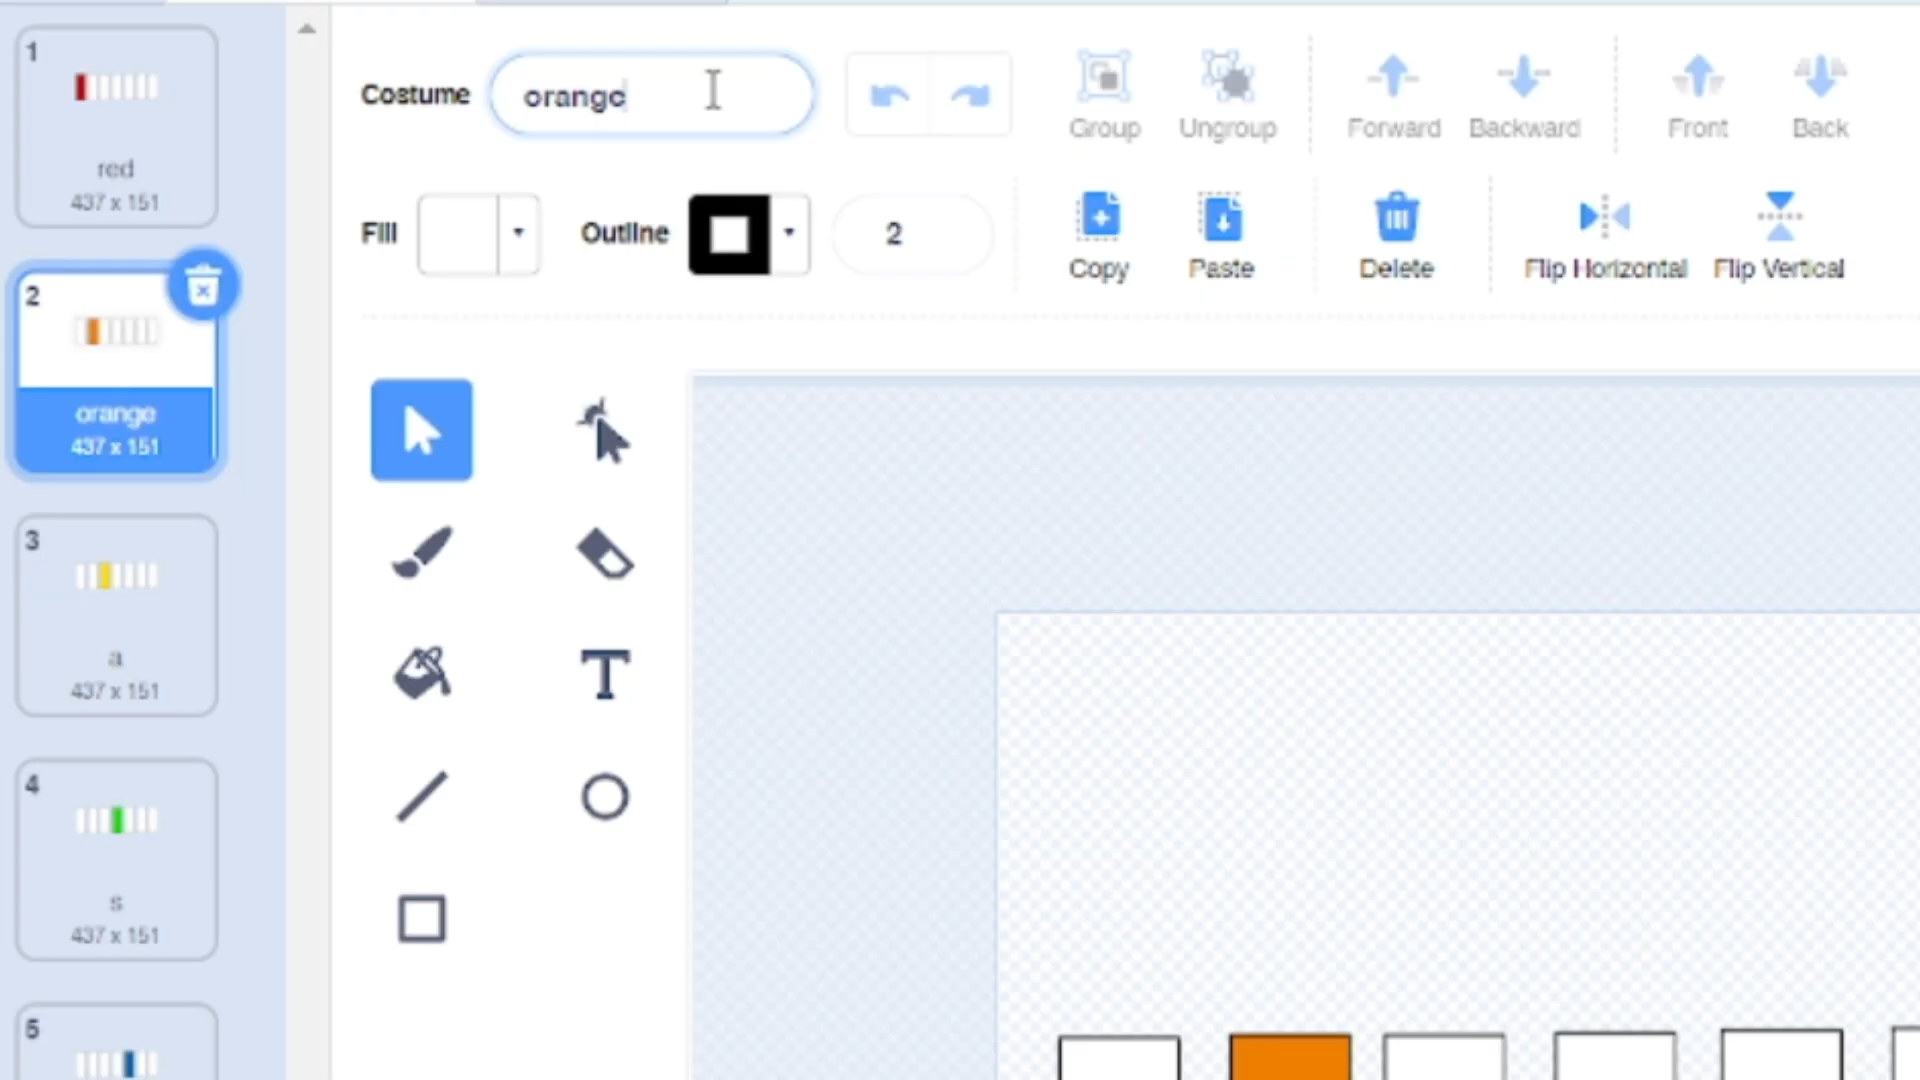 1
red
437 x 151
2
orange
437 x 151
3
a
437 x 151
4
s
437 x 151
5
Costume
orange
Group
Ungroup
Forward
Backward
Front
Back
Fill
Outline
2
Copy
Paste
Delete
Flip Horizontal
Flip Vertical
T